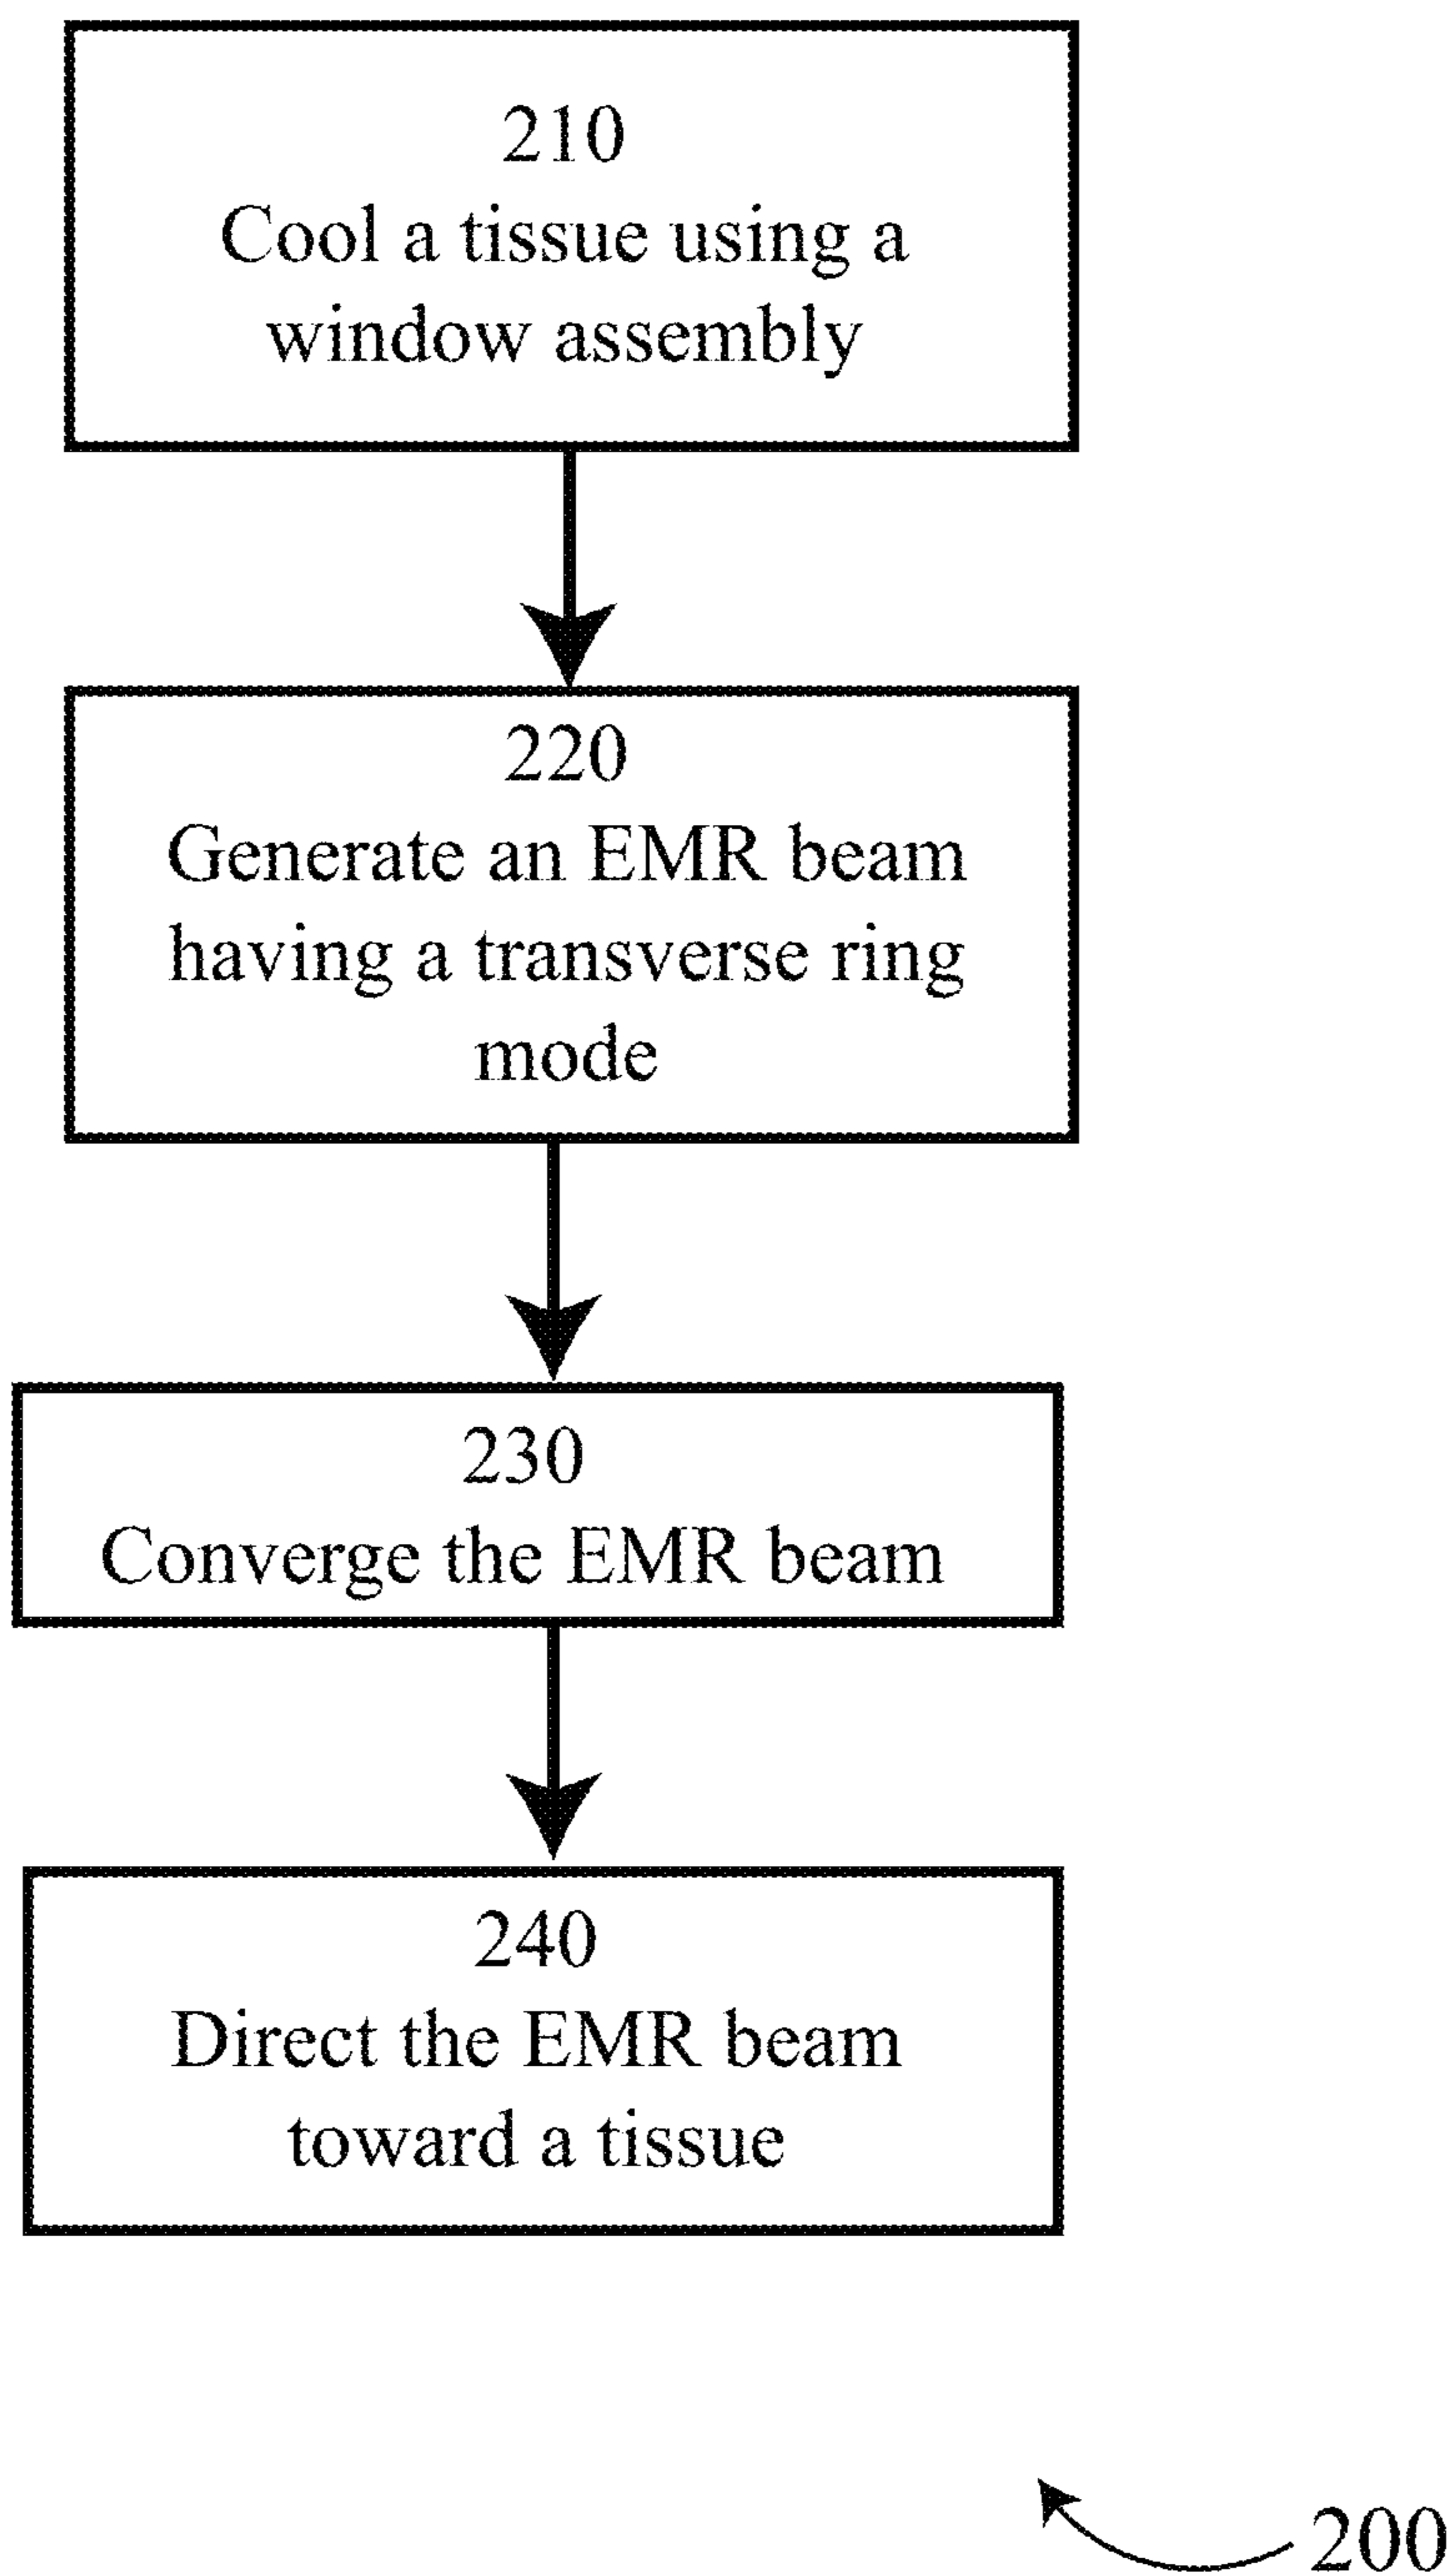 210
Cool a tissue using a
window assembly
220
Generate an EMR beam
having a transverse ring
mode
230
Converge the EMR beam
240
Direct the EMR beam
toward a tissue
200